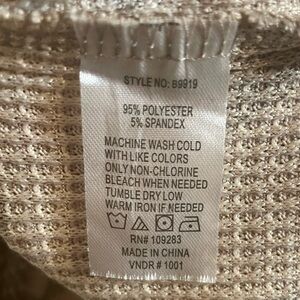 STYLE NO: B9919
95% POLYESTER
5% SPANDEX
MACHINE WASH COLD
WITH LIKE COLORS
ONLY NON-CHLORINE
BLEACH WHEN NEEDED
TUMBLE DRY LOW
WARM IRON IF NEEDED
RN# 109283
MADE IN CHINA
VNDR # 1001